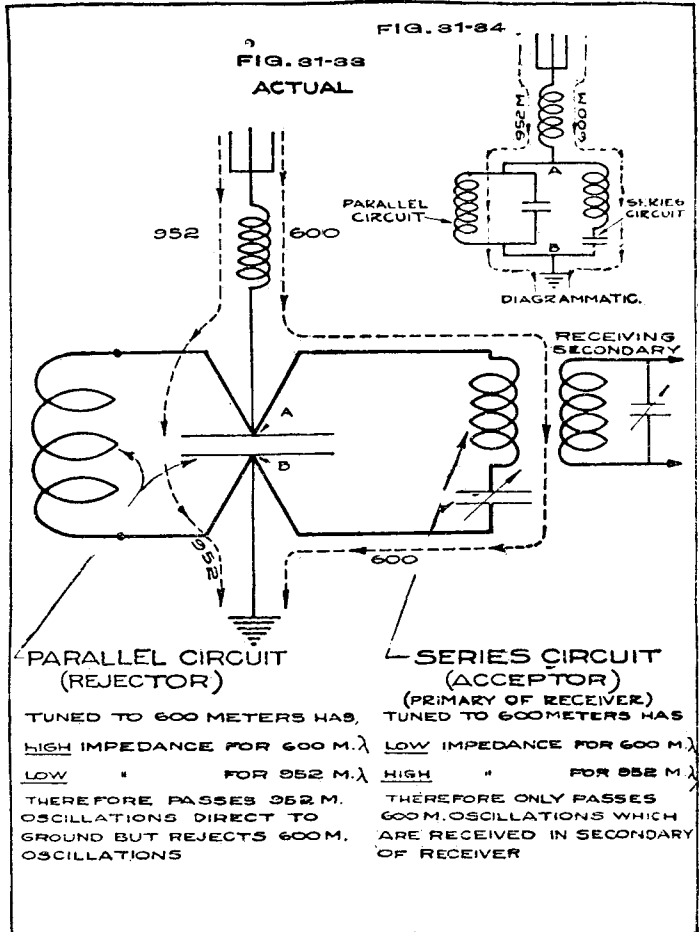 FIG. 31-33
ACTUAL
FIG. 31-34
952 M.
600 M.
A
PARALLEL
CIRCUIT
SERIES
CIRCUIT
B
DIAGRAMMATIC.
952
600
RECEIVING
SECONDARY
A
B
952
600
PARALLEL CIRCUIT
(REJECTOR)
TUNED TO 600 METERS HAS,
HIGH IMPEDANCE FOR 600 M.λ
LOW " FOR 952 M.λ
THEREFORE PASSES 952 M.
OSCILLATIONS DIRECT TO
GROUND BUT REJECTS 600 M.
OSCILLATIONS
SERIES CIRCUIT
(ACCEPTOR)
(PRIMARY OF RECEIVER)
TUNED TO 600 METERS HAS
LOW IMPEDANCE FOR 600 M.λ
HIGH " FOR 952 M.λ
THEREFORE ONLY PASSES
600 M. OSCILLATIONS WHICH
ARE RECEIVED IN SECONDARY
OF RECEIVER